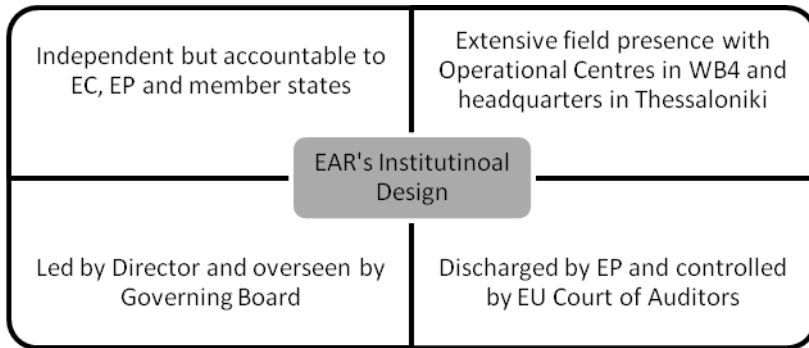 Independent but accountable to
EC, EP and member states
Extensive field presence with
Operational Centres in WB4 and
headquarters in Thessaloniki
EAR's Institutinoal
Design
Led by Director and overseen by
Governing Board
Discharged by EP and controlled
by EU Court of Auditors